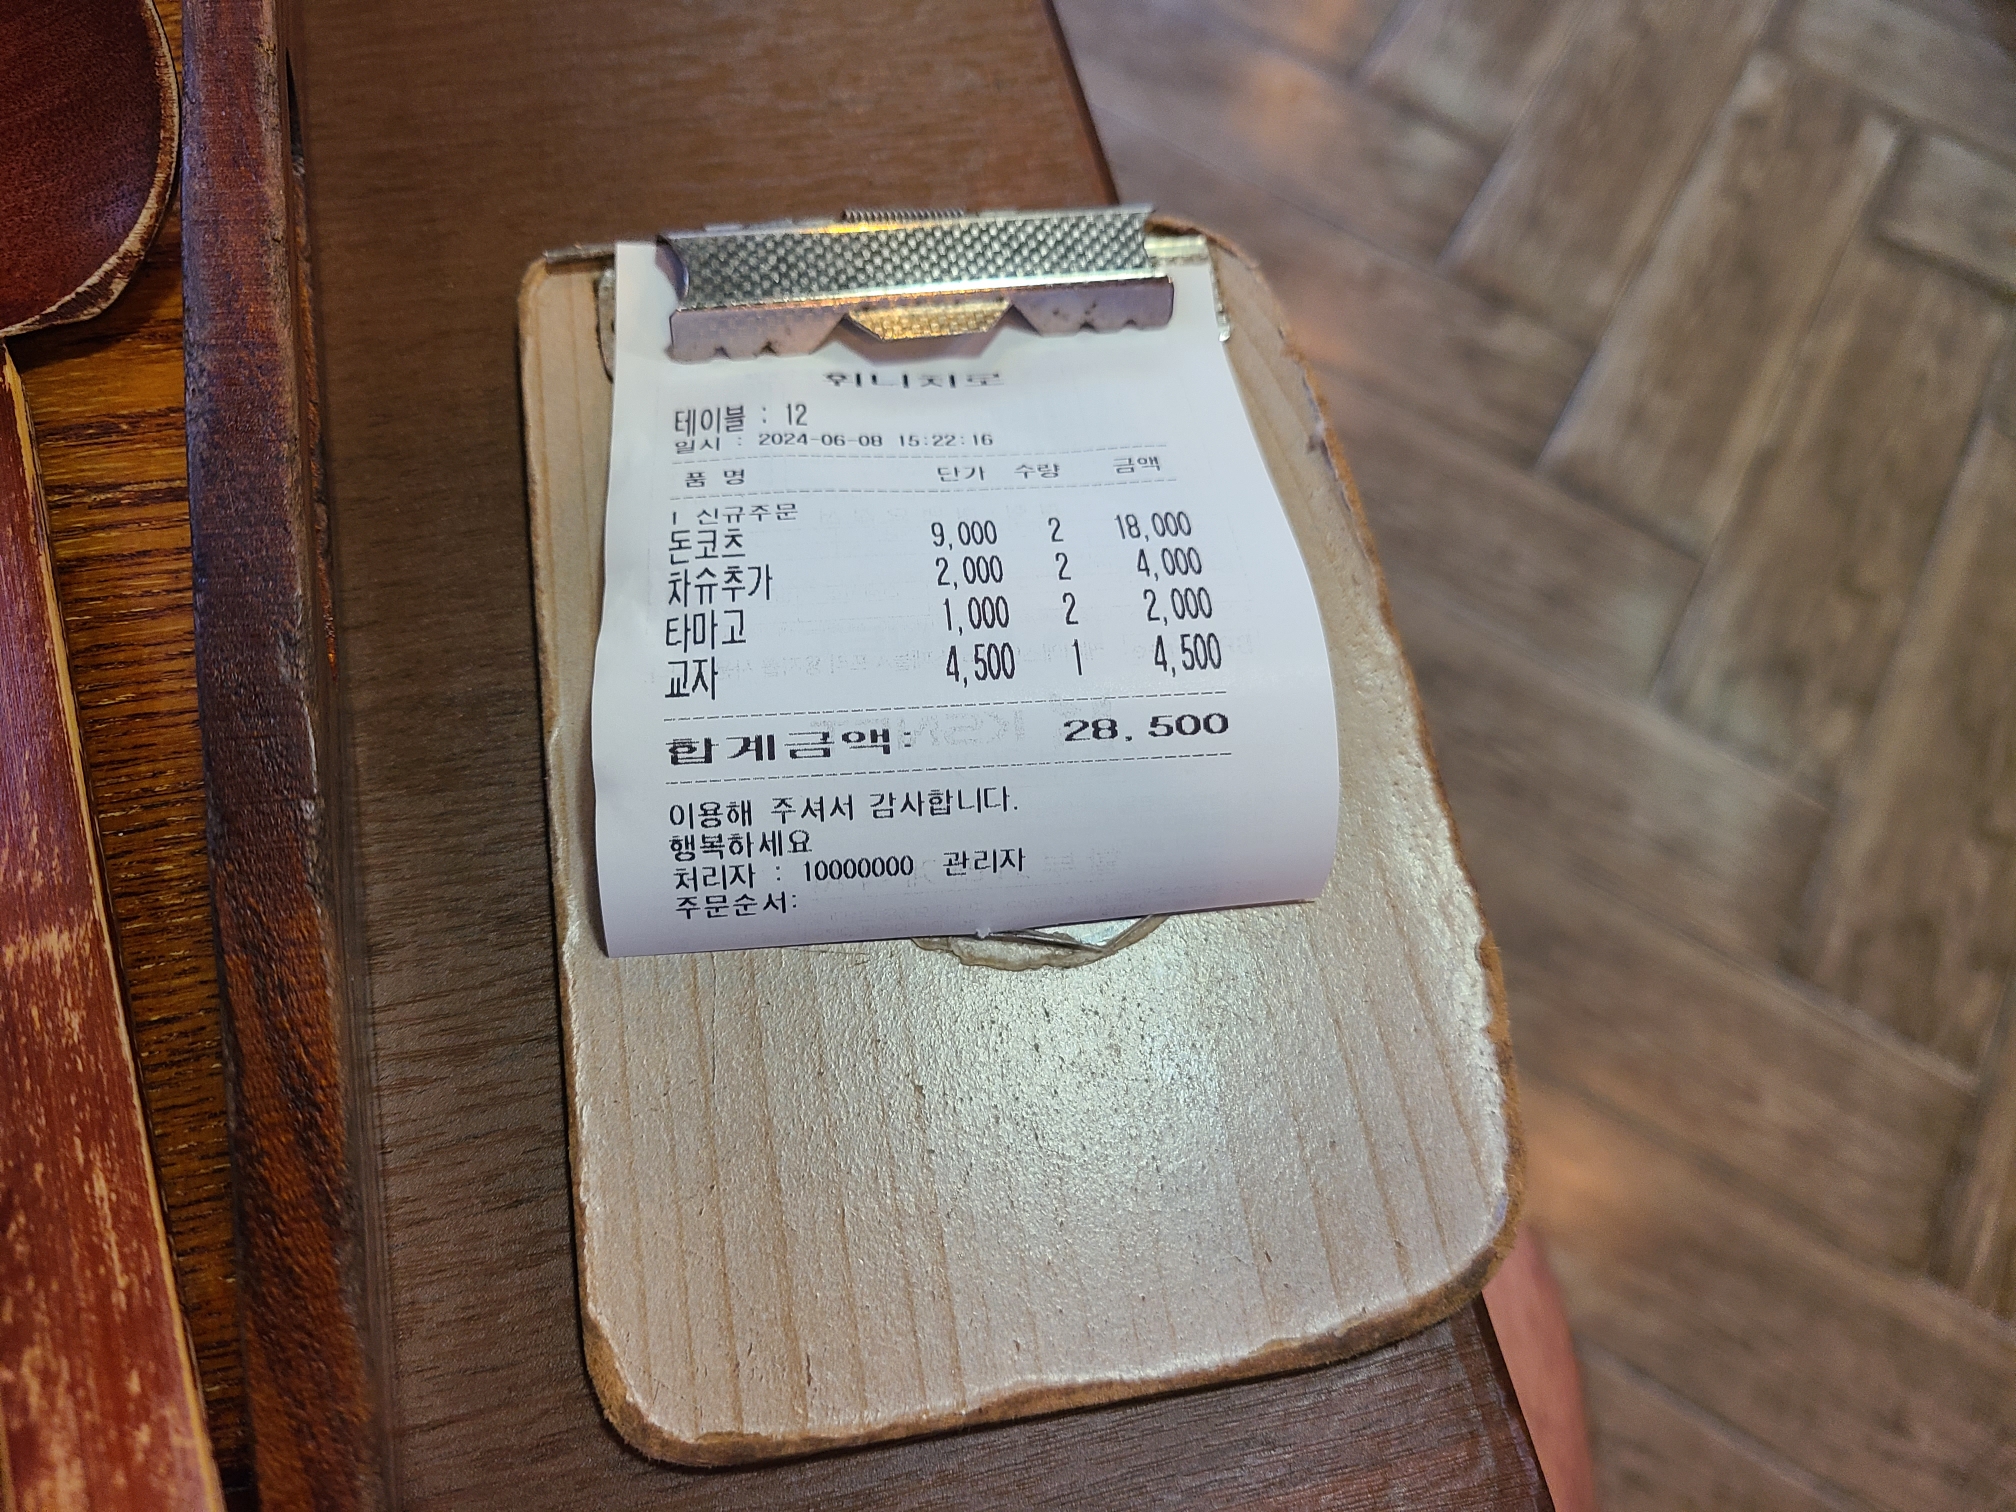 테이블 : 12
일시 : 2024-06-08 15:22:16
품 명 단가 수량 금액
1 신규주문
돈코츠 9,000 2 18,000
차슈추가 2,000 2 4,000
타마고 1,000 2 2,000
교자 4,500 1 4,500
합계금액: 28,500
이용해 주셔서 감사합니다.
행복하세요
처리자 : 10000000 관리자
주문순서: